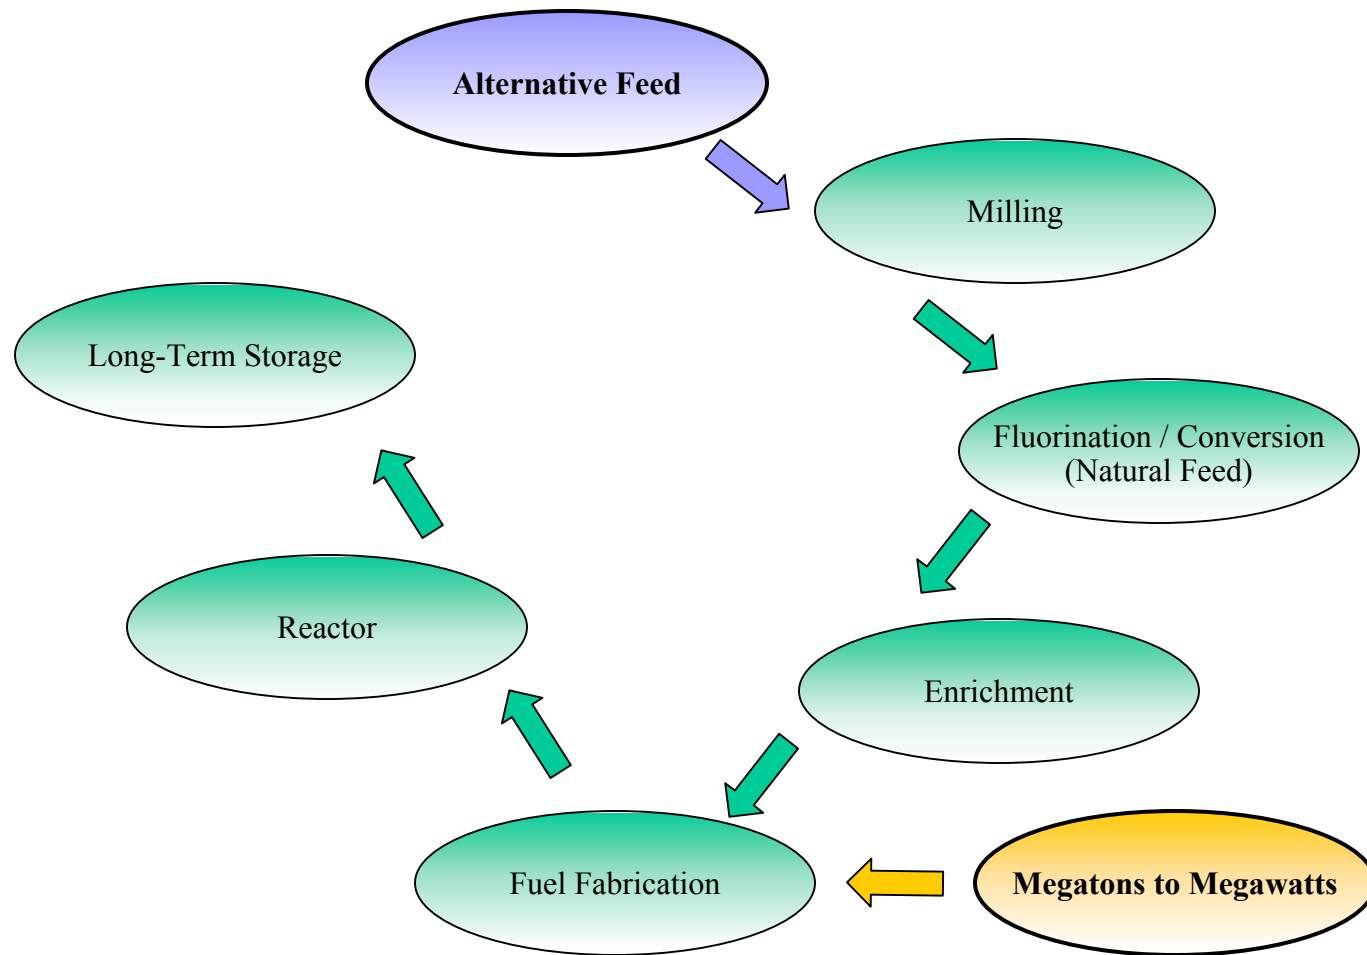 Alternative Feed
Milling
Long-Term Storage
Fluorination / Conversion
(Natural Feed)
Reactor
Enrichment
Fuel Fabrication
Megatons to Megawatts